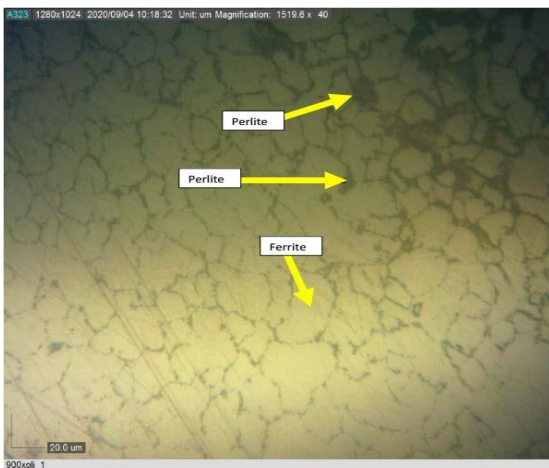 A323 1280x1024 2020/09/04 10:18:32 Unit: um Magnification: 1519.6 x 40
Perlite
Perlite
Ferrite
20.0 um
900xoli_1